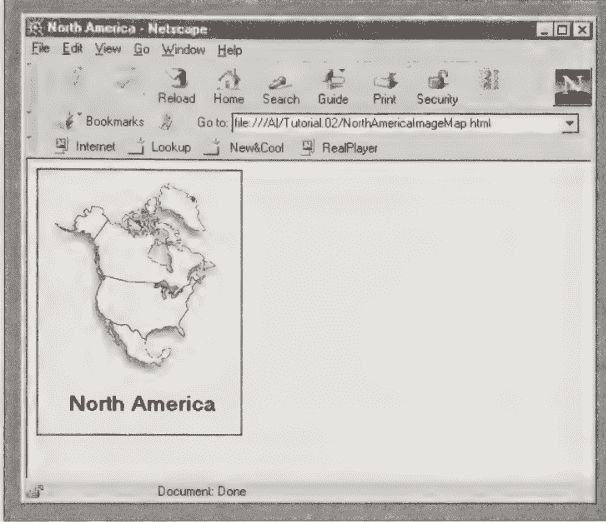 North America - Netscape
File Edit View Go Window Help
Reload Home Search Guide Print Security
N
Bookmarks Go to: file:///A|/Tutorial.02/NorthAmericaImageMap html
Internet Lookup New&Cool RealPlayer
North America
Document: Done